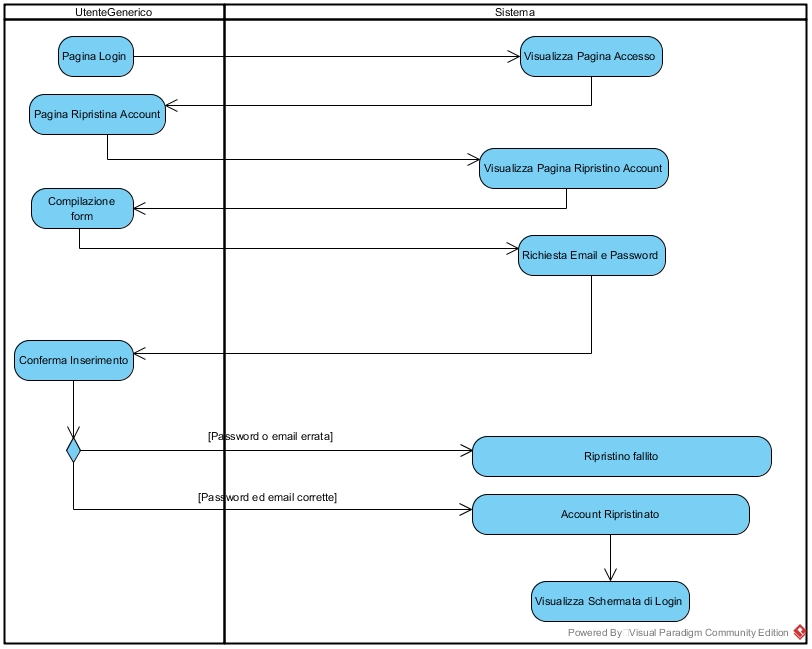 UtenteGenerico
Sistema
Pagina Login
Visualizza Pagina Accesso
Pagina Ripristina Account
Visualizza Pagina Ripristino Account
Compilazione
form
Richiesta Email e Password
Conferma Inserimento
[Password o email errata]
Ripristino fallito
[Password ed email corrette]
Account Ripristinato
Visualizza Schermata di Login
Powered By Visual Paradigm Community Edition